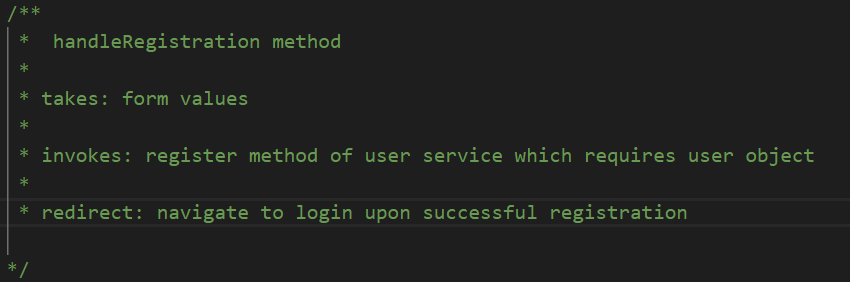 /**
*  handleRegistration method
*
* takes: form values
*
* invokes: register method of user service which requires user object
*
* redirect: navigate to login upon successful registration
*/